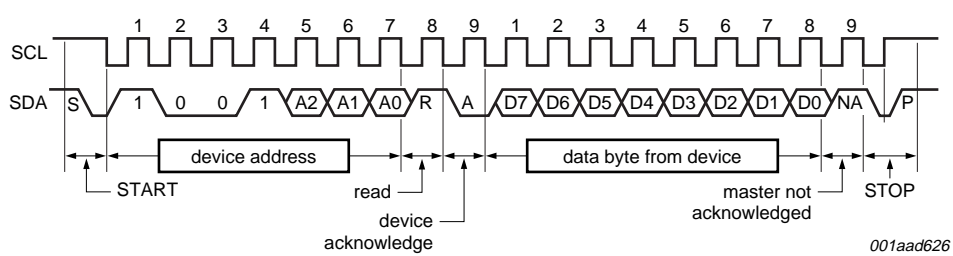 1 2 3 4 5 6 7 8 9 1 2 3 4 5 6 7 8 9
SCL
SDA S 1 0 0 1 A2 A1 A0 R A D7 D6 D5 D4 D3 D2 D1 D0 NA P
device address data byte from device
START read master not STOP
acknowledged
device
acknowledge
001aad626